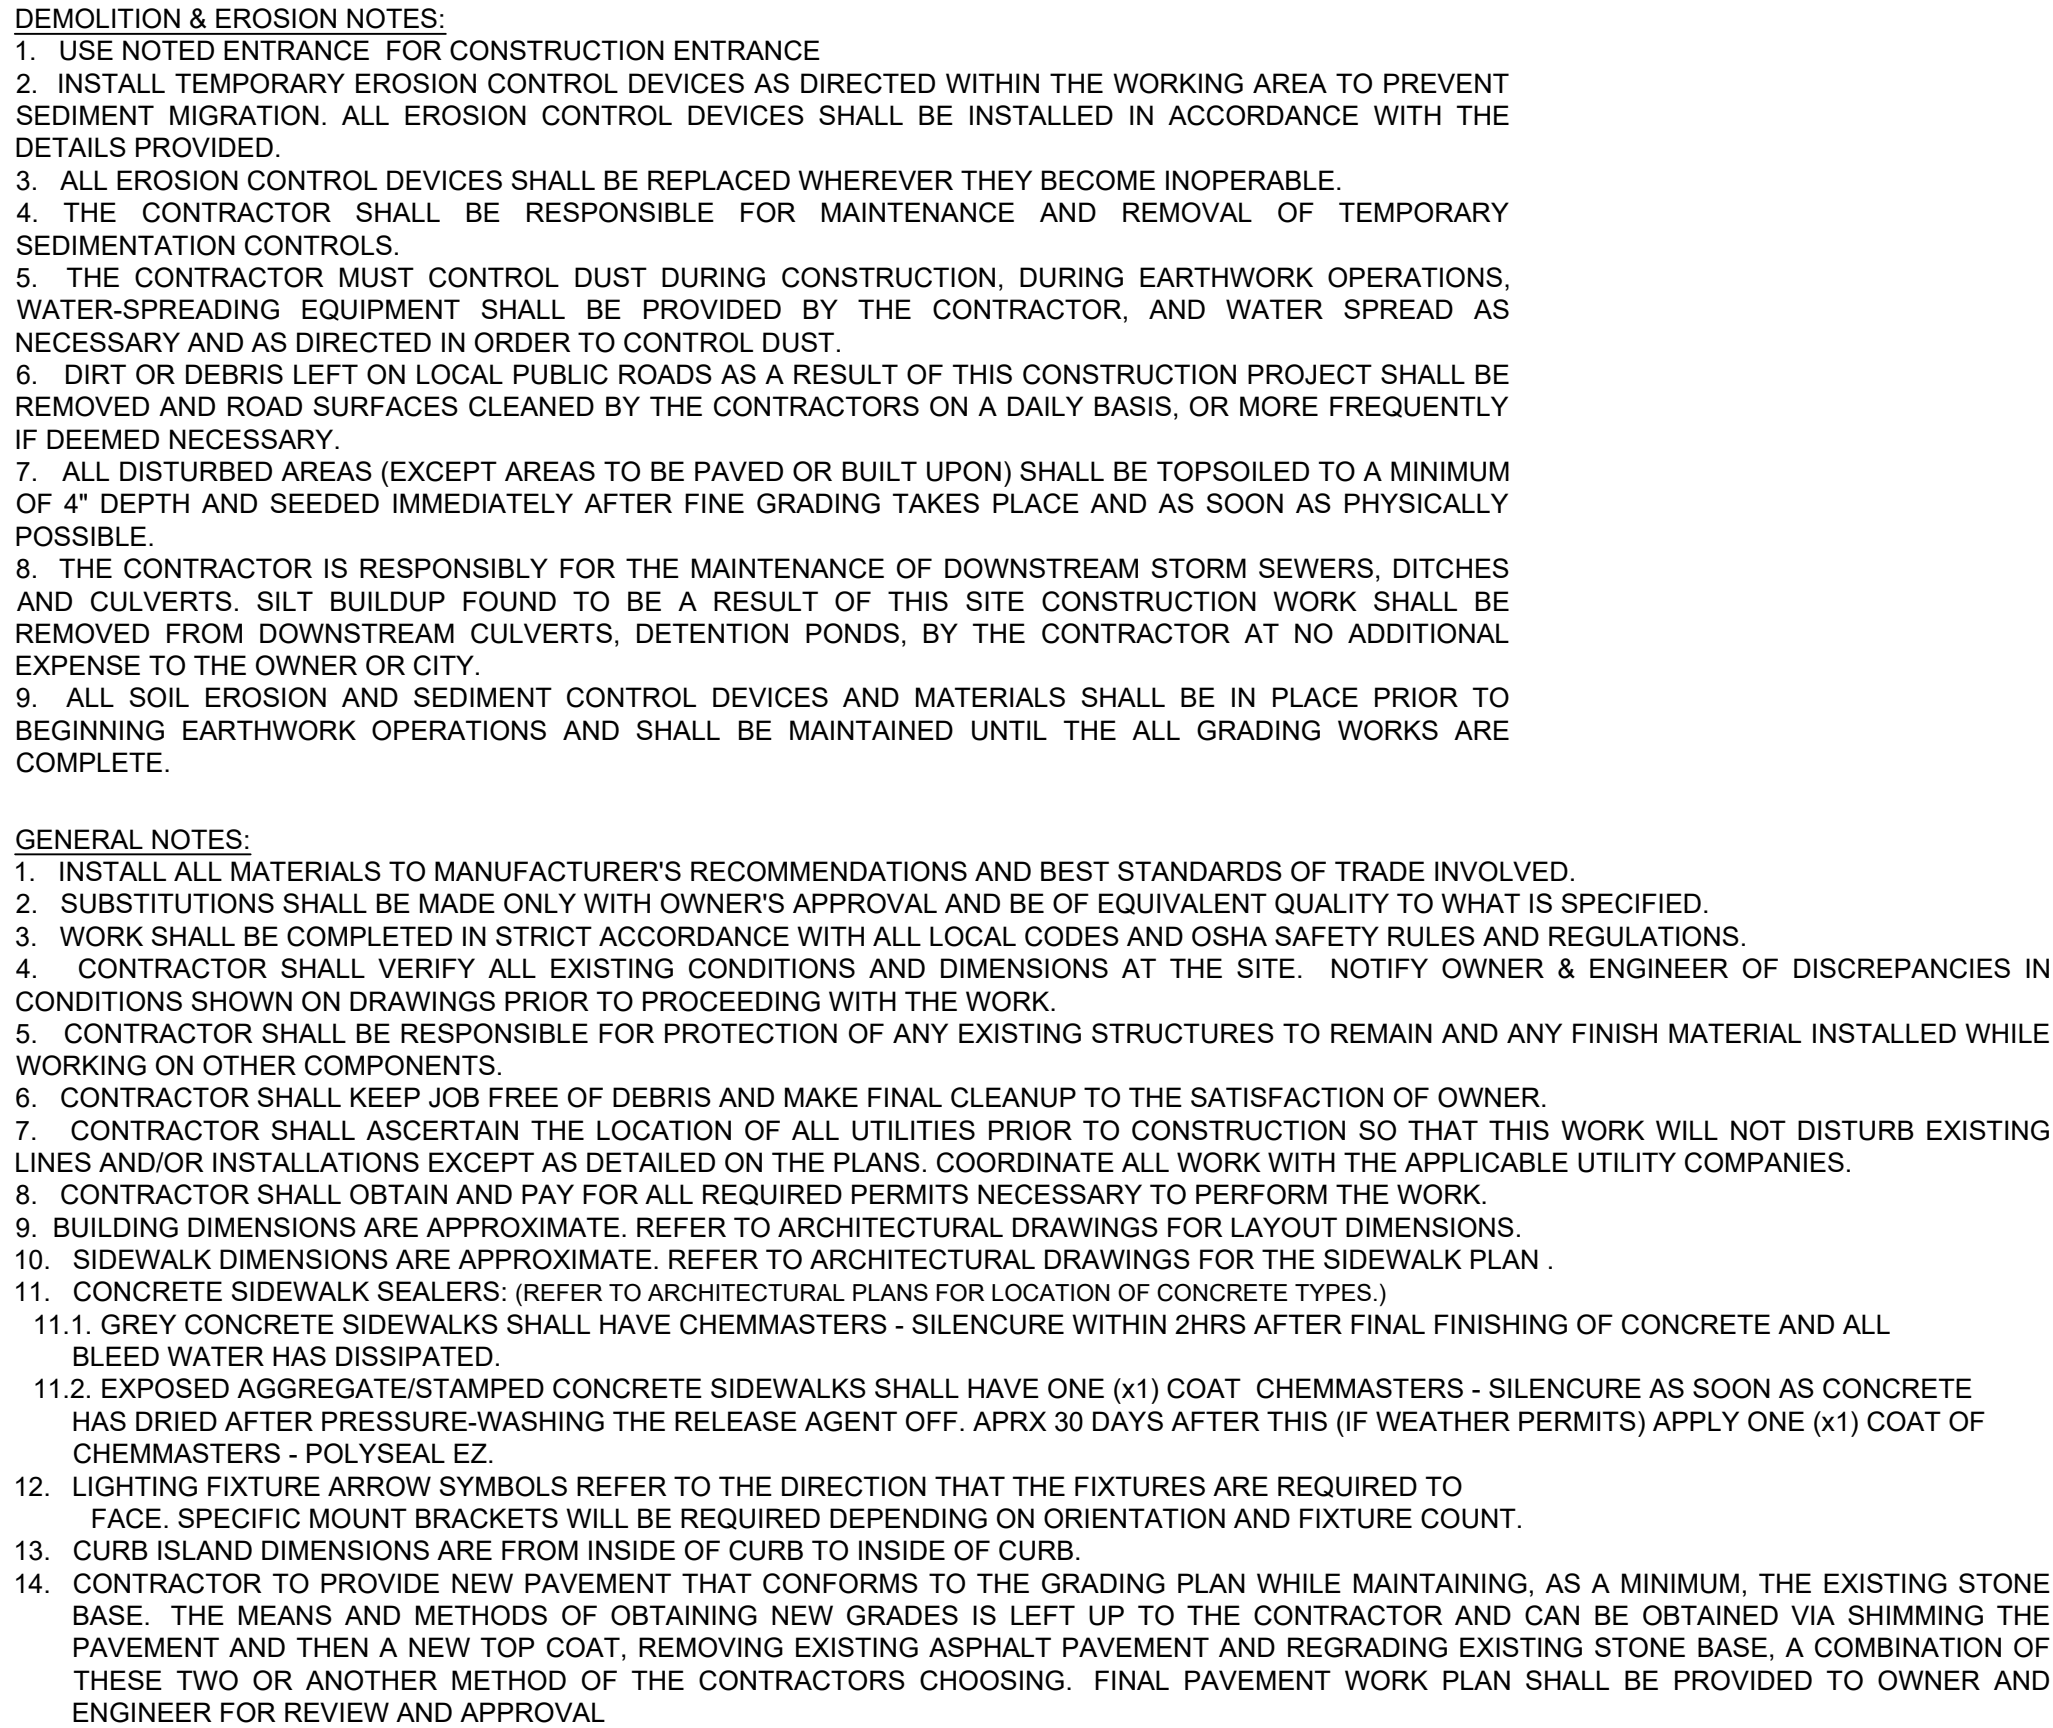 DEMOLITION & EROSION NOTES:
1. USE NOTED ENTRANCE FOR CONSTRUCTION ENTRANCE
2. INSTALL TEMPORARY EROSION CONTROL DEVICES AS DIRECTED WITHIN THE WORKING AREA TO PREVENT
SEDIMENT MIGRATION. ALL EROSION CONTROL DEVICES SHALL BE INSTALLED IN ACCORDANCE WITH THE
DETAILS PROVIDED.
3. ALL EROSION CONTROL DEVICES SHALL BE REPLACED WHEREVER THEY BECOME INOPERABLE.
4. THE CONTRACTOR SHALL BE RESPONSIBLE FOR MAINTENANCE AND REMOVAL OF TEMPORARY
SEDIMENTATION CONTROLS.
5. THE CONTRACTOR MUST CONTROL DUST DURING CONSTRUCTION, DURING EARTHWORK OPERATIONS,
WATER-SPREADING EQUIPMENT SHALL BE PROVIDED BY THE CONTRACTOR, AND WATER SPREAD AS
NECESSARY AND AS DIRECTED IN ORDER TO CONTROL DUST.
6. DIRT OR DEBRIS LEFT ON LOCAL PUBLIC ROADS AS A RESULT OF THIS CONSTRUCTION PROJECT SHALL BE
REMOVED AND ROAD SURFACES CLEANED BY THE CONTRACTORS ON A DAILY BASIS, OR MORE FREQUENTLY
IF DEEMED NECESSARY.
7. ALL DISTURBED AREAS (EXCEPT AREAS TO BE PAVED OR BUILT UPON) SHALL BE TOPSOILED TO A MINIMUM
OF 4" DEPTH AND SEEDED IMMEDIATELY AFTER FINE GRADING TAKES PLACE AND AS SOON AS PHYSICALLY
POSSIBLE.
8. THE CONTRACTOR IS RESPONSIBLY FOR THE MAINTENANCE OF DOWNSTREAM STORM SEWERS, DITCHES
AND CULVERTS. SILT BUILDUP FOUND TO BE A RESULT OF THIS SITE CONSTRUCTION WORK SHALL BE
REMOVED FROM DOWNSTREAM CULVERTS, DETENTION PONDS, BY THE CONTRACTOR AT NO ADDITIONAL
EXPENSE TO THE OWNER OR CITY.
9. ALL SOIL EROSION AND SEDIMENT CONTROL DEVICES AND MATERIALS SHALL BE IN PLACE PRIOR TO
BEGINNING EARTHWORK OPERATIONS AND SHALL BE MAINTAINED UNTIL THE ALL GRADING WORKS ARE
COMPLETE.
GENERAL NOTES:
1. INSTALL ALL MATERIALS TO MANUFACTURER'S RECOMMENDATIONS AND BEST STANDARDS OF TRADE INVOLVED.
2. SUBSTITUTIONS SHALL BE MADE ONLY WITH OWNER'S APPROVAL AND BE OF EQUIVALENT QUALITY TO WHAT IS SPECIFIED.
3. WORK SHALL BE COMPLETED IN STRICT ACCORDANCE WITH ALL LOCAL CODES AND OSHA SAFETY RULES AND REGULATIONS.
4. CONTRACTOR SHALL VERIFY ALL EXISTING CONDITIONS AND DIMENSIONS AT THE SITE. NOTIFY OWNER & ENGINEER OF DISCREPANCIES IN
CONDITIONS SHOWN ON DRAWINGS PRIOR TO PROCEEDING WITH THE WORK.
5. CONTRACTOR SHALL BE RESPONSIBLE FOR PROTECTION OF ANY EXISTING STRUCTURES TO REMAIN AND ANY FINISH MATERIAL INSTALLED WHILE
WORKING ON OTHER COMPONENTS.
6. CONTRACTOR SHALL KEEP JOB FREE OF DEBRIS AND MAKE FINAL CLEANUP TO THE SATISFACTION OF OWNER.
7. CONTRACTOR SHALL ASCERTAIN THE LOCATION OF ALL UTILITIES PRIOR TO CONSTRUCTION SO THAT THIS WORK WILL NOT DISTURB EXISTING
LINES AND/OR INSTALLATIONS EXCEPT AS DETAILED ON THE PLANS. COORDINATE ALL WORK WITH THE APPLICABLE UTILITY COMPANIES.
8. CONTRACTOR SHALL OBTAIN AND PAY FOR ALL REQUIRED PERMITS NECESSARY TO PERFORM THE WORK.
9. BUILDING DIMENSIONS ARE APPROXIMATE. REFER TO ARCHITECTURAL DRAWINGS FOR LAYOUT DIMENSIONS.
10. SIDEWALK DIMENSIONS ARE APPROXIMATE. REFER TO ARCHITECTURAL DRAWINGS FOR THE SIDEWALK PLAN .
11. CONCRETE SIDEWALK SEALERS: (REFER TO ARCHITECTURAL PLANS FOR LOCATION OF CONCRETE TYPES.)
11.1. GREY CONCRETE SIDEWALKS SHALL HAVE CHEMMASTERS - SILENCURE WITHIN 2HRS AFTER FINAL FINISHING OF CONCRETE AND ALL
BLEED WATER HAS DISSIPATED.
11.2. EXPOSED AGGREGATE/STAMPED CONCRETE SIDEWALKS SHALL HAVE ONE (x1) COAT CHEMMASTERS - SILENCURE AS SOON AS CONCRETE
HAS DRIED AFTER PRESSURE-WASHING THE RELEASE AGENT OFF. APRX 30 DAYS AFTER THIS (IF WEATHER PERMITS) APPLY ONE (x1) COAT OF
CHEMMASTERS - POLYSEAL EZ.
12. LIGHTING FIXTURE ARROW SYMBOLS REFER TO THE DIRECTION THAT THE FIXTURES ARE REQUIRED TO
FACE. SPECIFIC MOUNT BRACKETS WILL BE REQUIRED DEPENDING ON ORIENTATION AND FIXTURE COUNT.
13. CURB ISLAND DIMENSIONS ARE FROM INSIDE OF CURB TO INSIDE OF CURB.
14. CONTRACTOR TO PROVIDE NEW PAVEMENT THAT CONFORMS TO THE GRADING PLAN WHILE MAINTAINING, AS A MINIMUM, THE EXISTING STONE
BASE. THE MEANS AND METHODS OF OBTAINING NEW GRADES IS LEFT UP TO THE CONTRACTOR AND CAN BE OBTAINED VIA SHIMMING THE
PAVEMENT AND THEN A NEW TOP COAT, REMOVING EXISTING ASPHALT PAVEMENT AND REGRADING EXISTING STONE BASE, A COMBINATION OF
THESE TWO OR ANOTHER METHOD OF THE CONTRACTORS CHOOSING. FINAL PAVEMENT WORK PLAN SHALL BE PROVIDED TO OWNER AND
ENGINEER FOR REVIEW AND APPROVAL